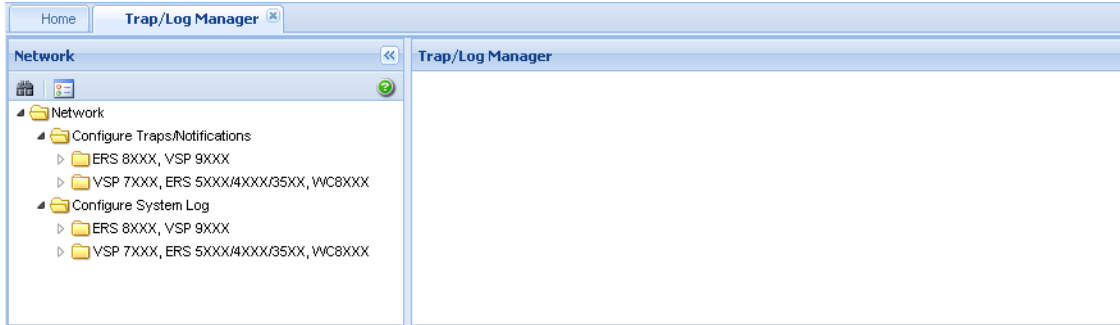 Home
Trap/Log Manager
Network
Trap/Log Manager
Network
Configure Traps/Notifications
ERS 8XXX, VSP 9XXX
VSP 7XXX, ERS 5XXX/4XXX/35XX, WC8XXX
Configure System Log
ERS 8XXX, VSP 9XXX
VSP 7XXX, ERS 5XXX/4XXX/35XX, WC8XXX